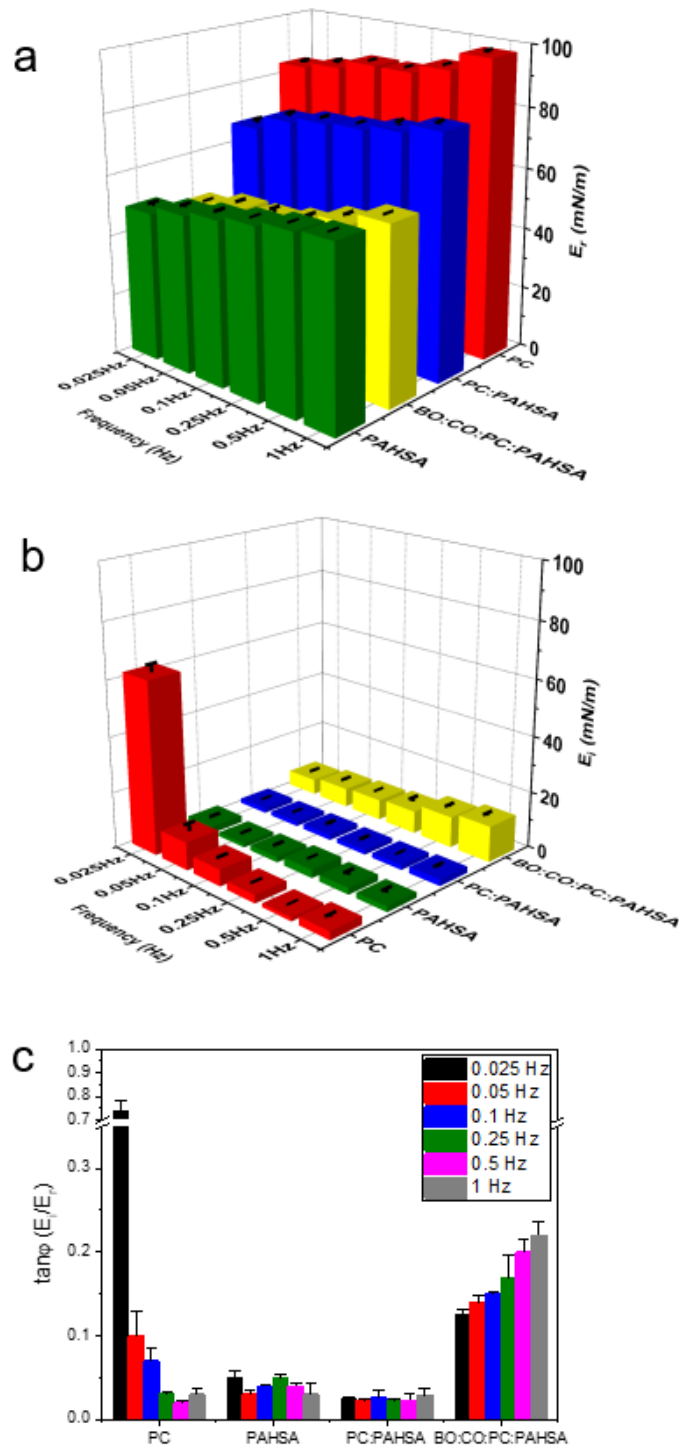 a
100
80
60
40
20
0
E_r (mN/m)
0.025Hz
0.05Hz
0.1Hz
0.25Hz
0.5Hz
1Hz
Frequency (Hz)
PC
PC:PAHSA
BO:CO:PC:PAHSA
PAHSA
b
100
80
60
40
20
0
E_i (mN/m)
0.025Hz
0.05Hz
0.1Hz
0.25Hz
0.5Hz
1Hz
Frequency (Hz)
BO:CO:PC:PAHSA
PC:PAHSA
PAHSA
PC
c
1.0
0.9
0.8
0.7
0.3
0.2
0.1
0.0
tanφ (E_i/E_r)
0.025 Hz
0.05 Hz
0.1 Hz
0.25 Hz
0.5 Hz
1 Hz
PC PAHSA PC:PAHSA BO:CO:PC:PAHSA